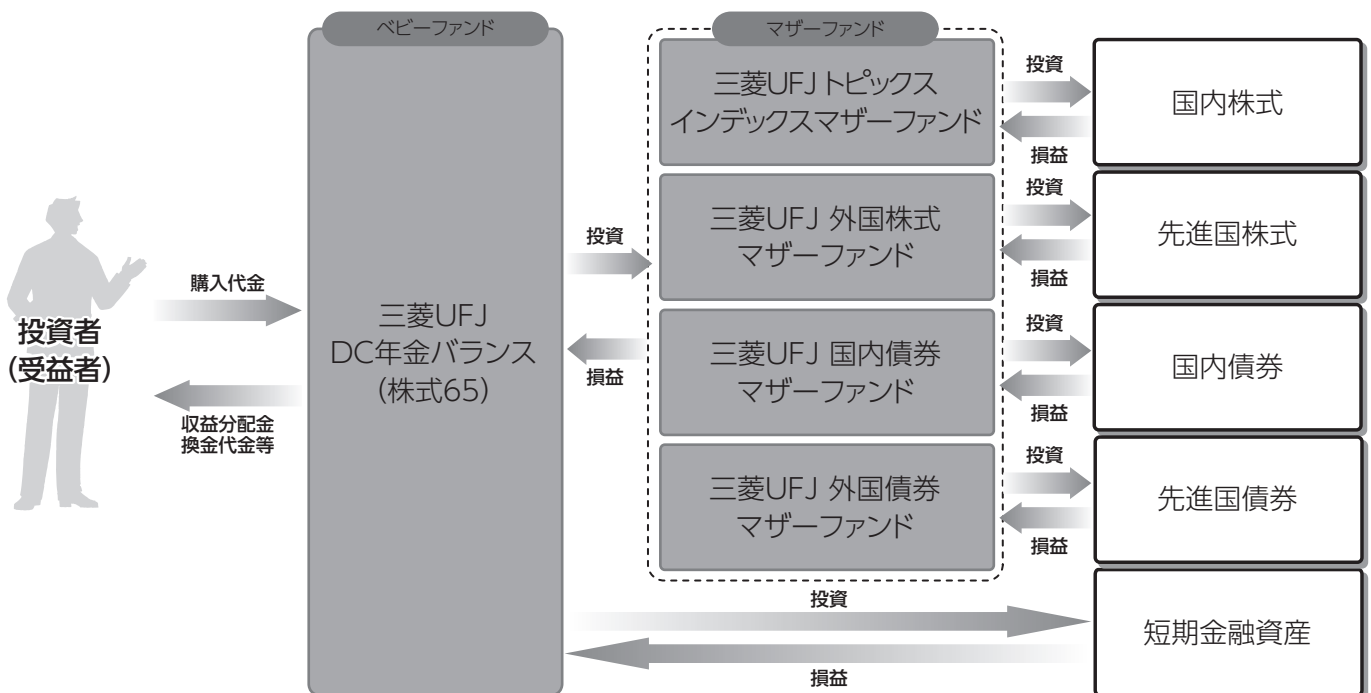 ベビーファンド
マザーファンド
投資者
(受益者)
購入代金
収益分配金
換金代金等
三菱UFJ
DC年金バランス
(株式65)
投資
損益
三菱UFJ トピックス
インデックスマザーファンド
投資
損益
国内株式
三菱UFJ 外国株式
マザーファンド
投資
損益
先進国株式
三菱UFJ 国内債券
マザーファンド
投資
損益
国内債券
三菱UFJ 外国債券
マザーファンド
投資
損益
先進国債券
投資
損益
短期金融資産